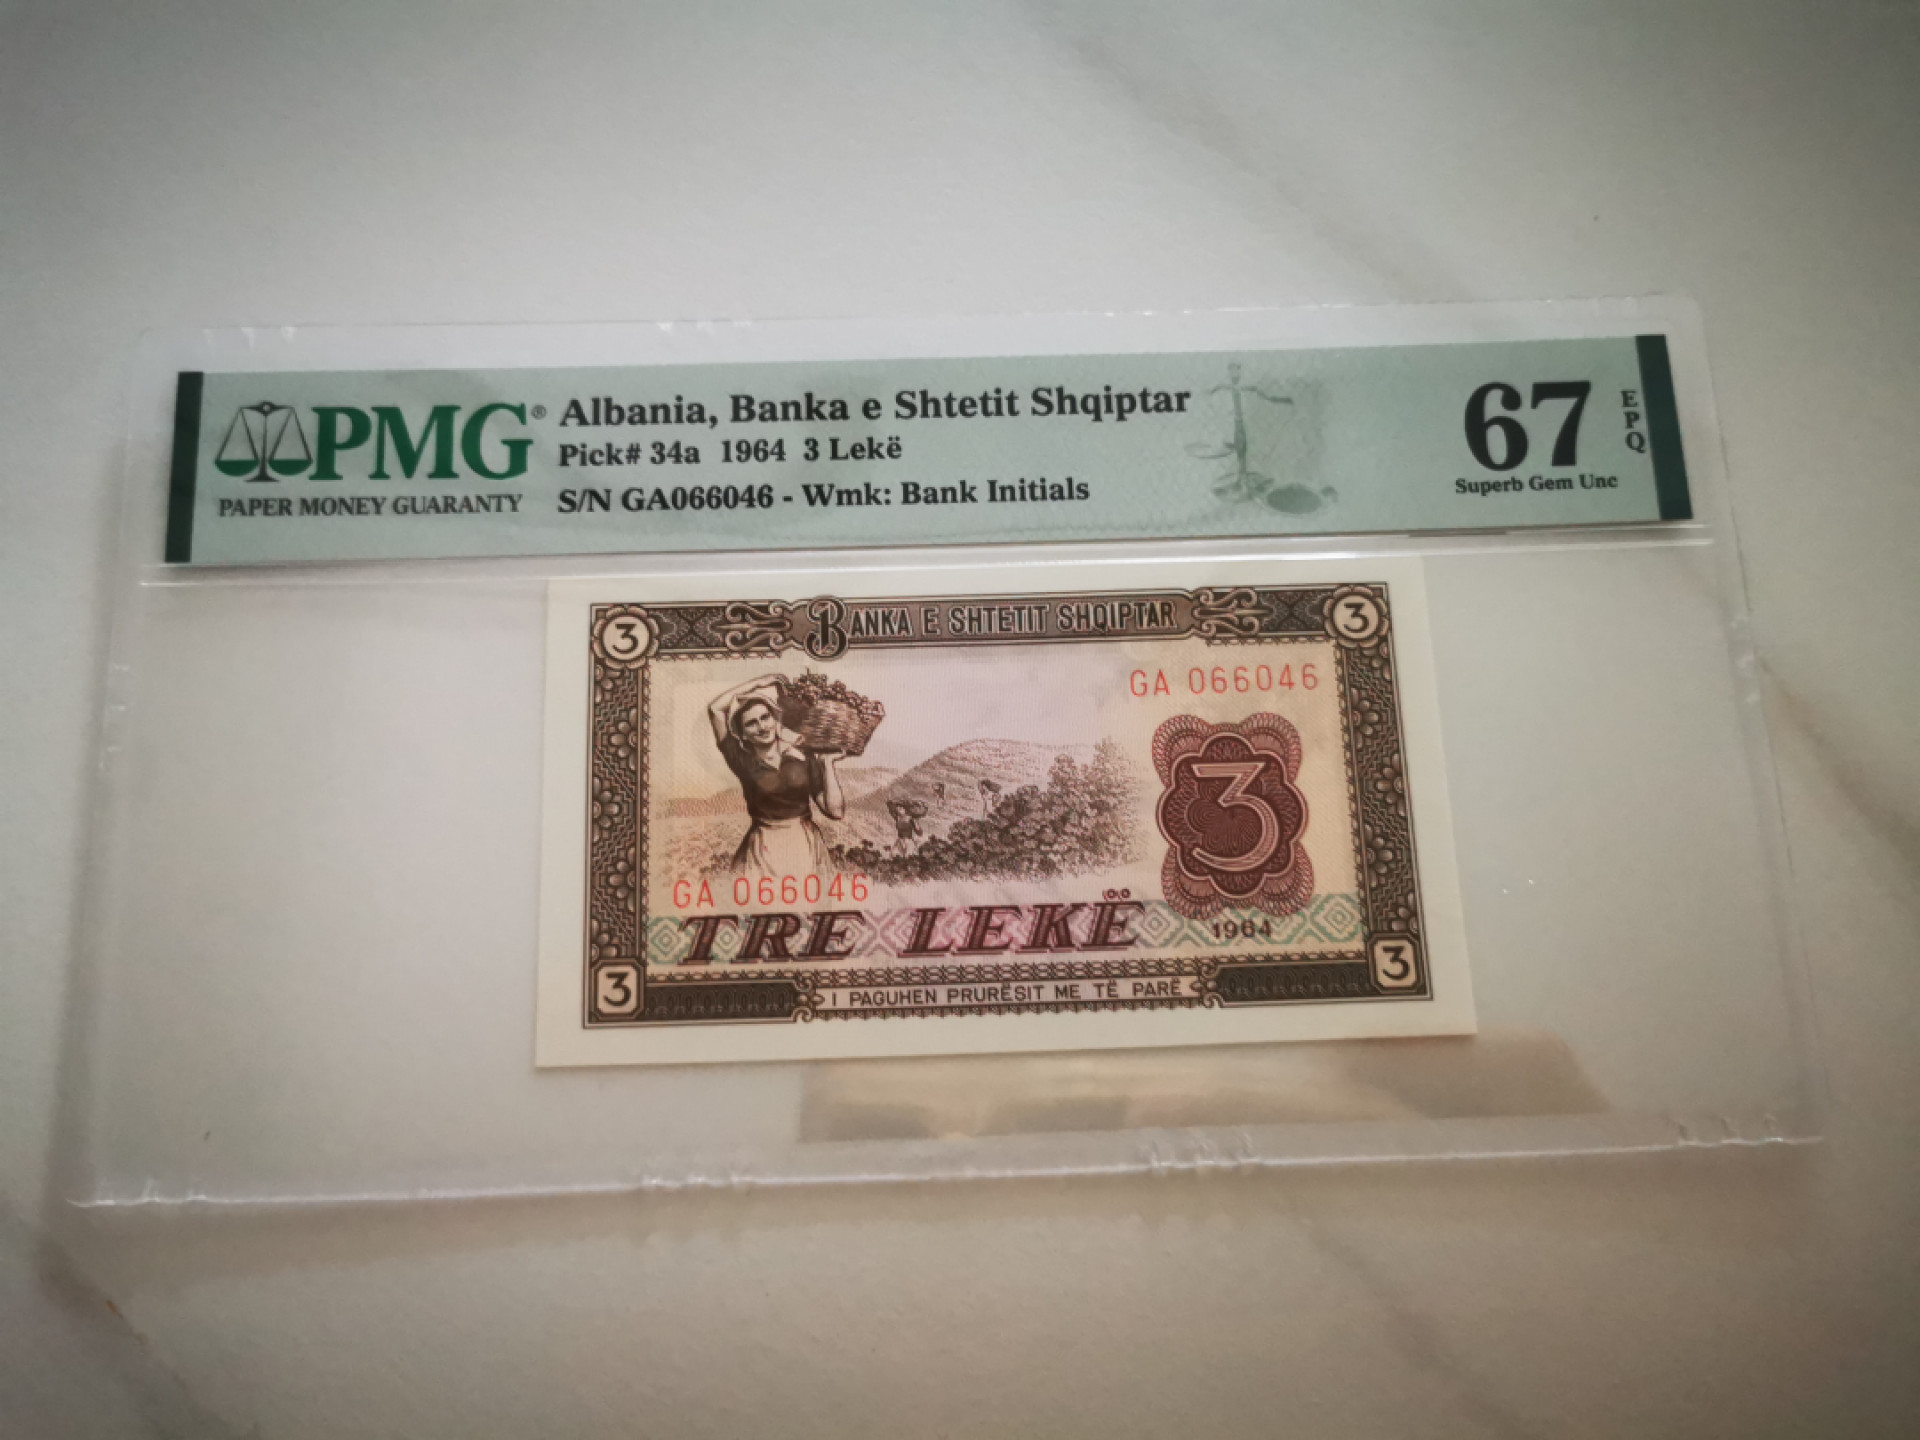 PMG®
PAPER MONEY GUARANTY
Albania, Banka e Shtetit Shqiptar
Pick# 34a 1964 3 Lekë
S/N GA066046 - Wmk: Bank Initials
67
EPQ
Superb Gem Unc
3
BANKA E SHTETIT SHQIPTAR
3
GA 066046
3
GA 066046
TRE LEKË
1964
3
I PAGUHEN PRURËSIT ME TË PARË
3